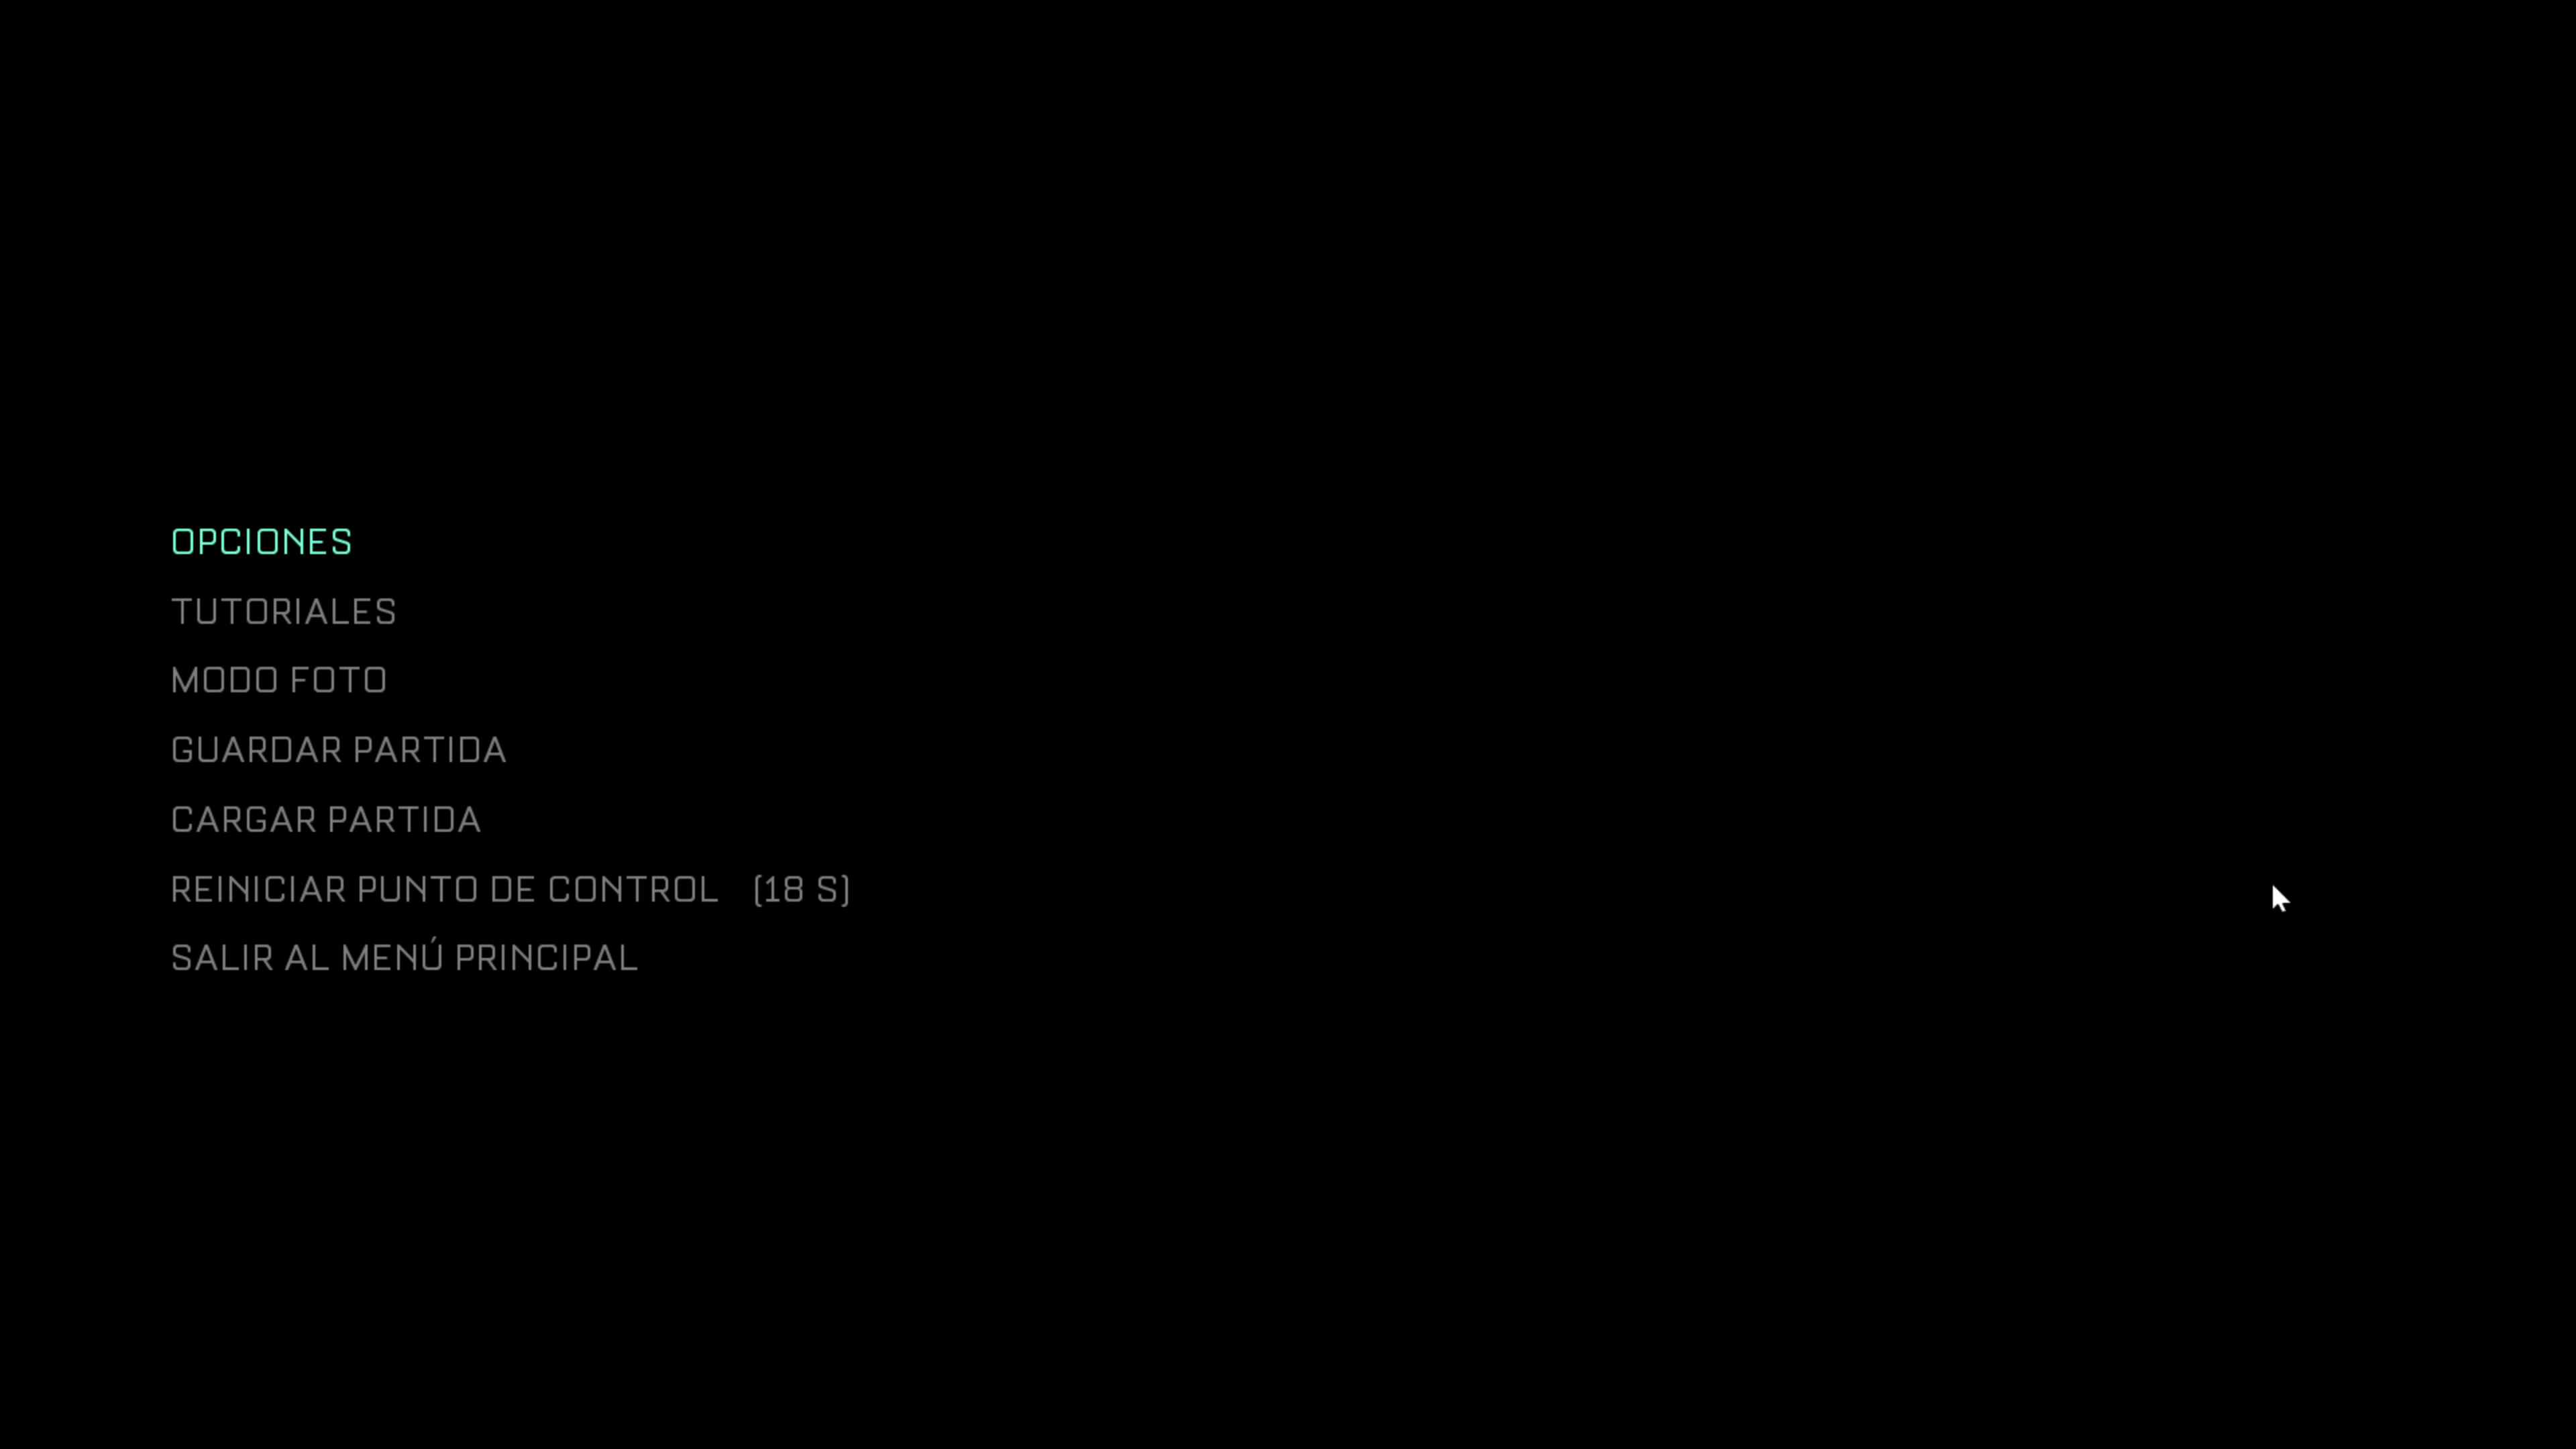 OPCIONES
TUTORIALES
MODO FOTO
GUARDAR PARTIDA
CARGAR PARTIDA
REINICIAR PUNTO DE CONTROL (18 S)
SALIR AL MENÚ PRINCIPAL